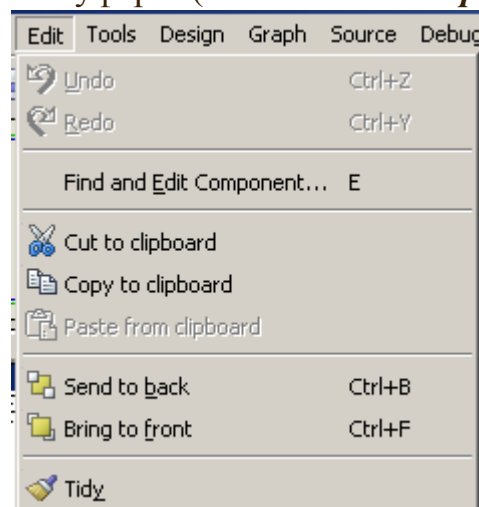 Edit Tools Design Graph Source Debug
Undo Ctrl+Z
Redo Ctrl+Y
Find and Edit Component... E
Cut to clipboard
Copy to clipboard
Paste from clipboard
Send to back Ctrl+B
Bring to front Ctrl+F
Tidy